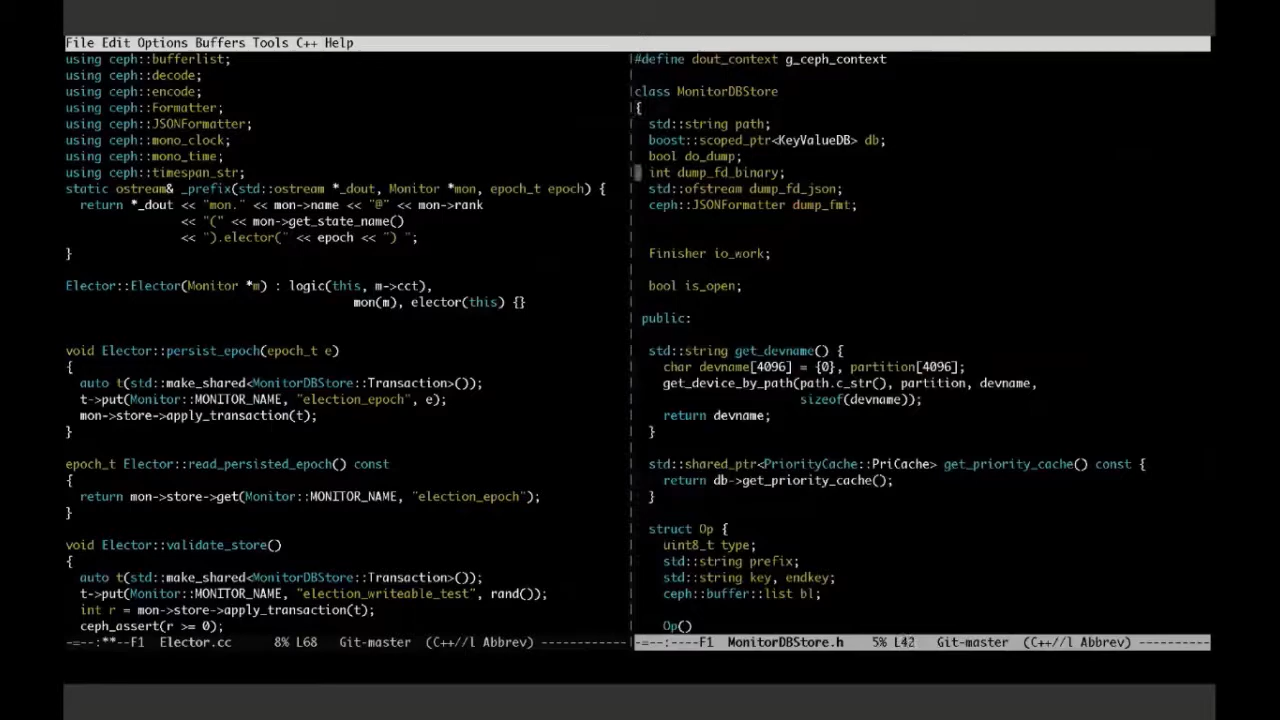 File Edit Options Buffers Tools C++ Help
using ceph::bufferlist;
using ceph::decode;
using ceph::encode;
using ceph::Formatter;
using ceph::JSONFormatter;
using ceph::mono_clock;
using ceph::mono_time;
using ceph::timespan_str;
static ostream& _prefix(std::ostream *_dout, Monitor *mon, epoch_t epoch) {
  return *_dout << "mon." << mon->name << "@" << mon->rank
                << "(" << mon->get_state_name()
                << ").elector(" << epoch << ") ";
}
Elector::Elector(Monitor *m) : logic(this, m->cct),
                                        mon(m), elector(this) {}
void Elector::persist_epoch(epoch_t e)
{
  auto t(std::make_shared<MonitorDBStore::Transaction>());
  t->put(Monitor::MONITOR_NAME, "election_epoch", e);
  mon->store->apply_transaction(t);
}
epoch_t Elector::read_persisted_epoch() const
{
  return mon->store->get(Monitor::MONITOR_NAME, "election_epoch");
}
void Elector::validate_store()
{
  auto t(std::make_shared<MonitorDBStore::Transaction>());
  t->put(Monitor::MONITOR_NAME, "election_writeable_test", rand());
  int r = mon->store->apply_transaction(t);
  ceph_assert(r >= 0);
-=--:**--F1  Elector.cc      8% L68   Git-master  (C++//l Abbrev) ------------
#define dout_context g_ceph_context
class MonitorDBStore
{
  std::string path;
  boost::scoped_ptr<KeyValueDB> db;
  bool do_dump;
  int dump_fd_binary;
  std::ofstream dump_fd_json;
  ceph::JSONFormatter dump_fmt;
  Finisher io_work;
  bool is_open;
 public:
  std::string get_devname() {
    char devname[4096] = {0}, partition[4096];
    get_device_by_path(path.c_str(), partition, devname,
                       sizeof(devname));
    return devname;
  }
  std::shared_ptr<PriorityCache::PriCache> get_priority_cache() const {
    return db->get_priority_cache();
  }
  struct Op {
    uint8_t type;
    std::string prefix;
    std::string key, endkey;
    ceph::buffer::list bl;
    Op()
-=--:----F1  MonitorDBStore.h    5% L42   Git-master  (C++//l Abbrev) -----------